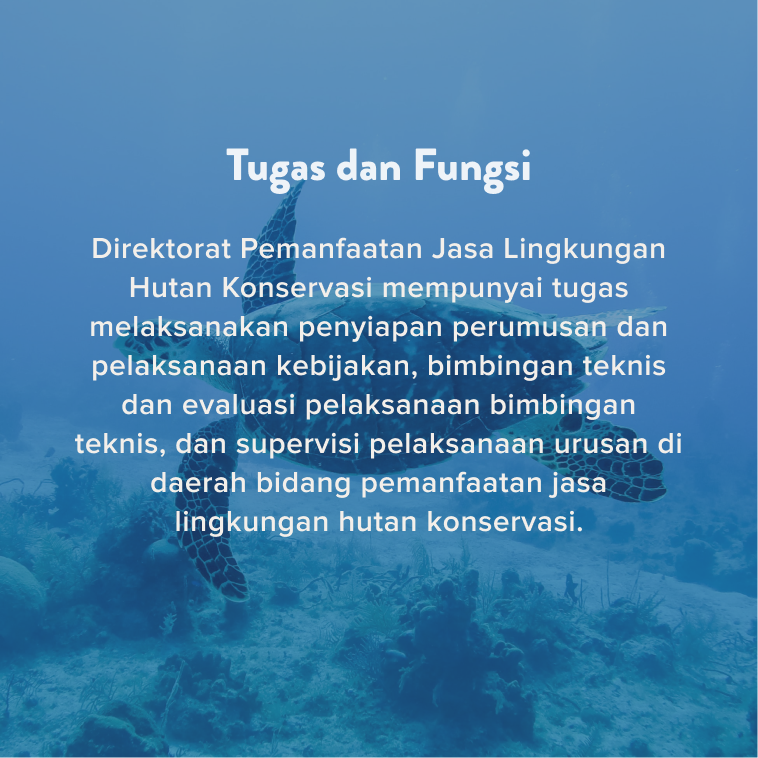 Tugas dan Fungsi
Direktorat Pemanfaatan Jasa Lingkungan
Hutan Konservasi mempunyai tugas
melaksanakan penyiapan perumusan dan
pelaksanaan kebijakan, bimbingan teknis
dan evaluasi pelaksanaan bimbingan
teknis, dan supervisi pelaksanaan urusan di
daerah bidang pemanfaatan jasa
lingkungan hutan konservasi.